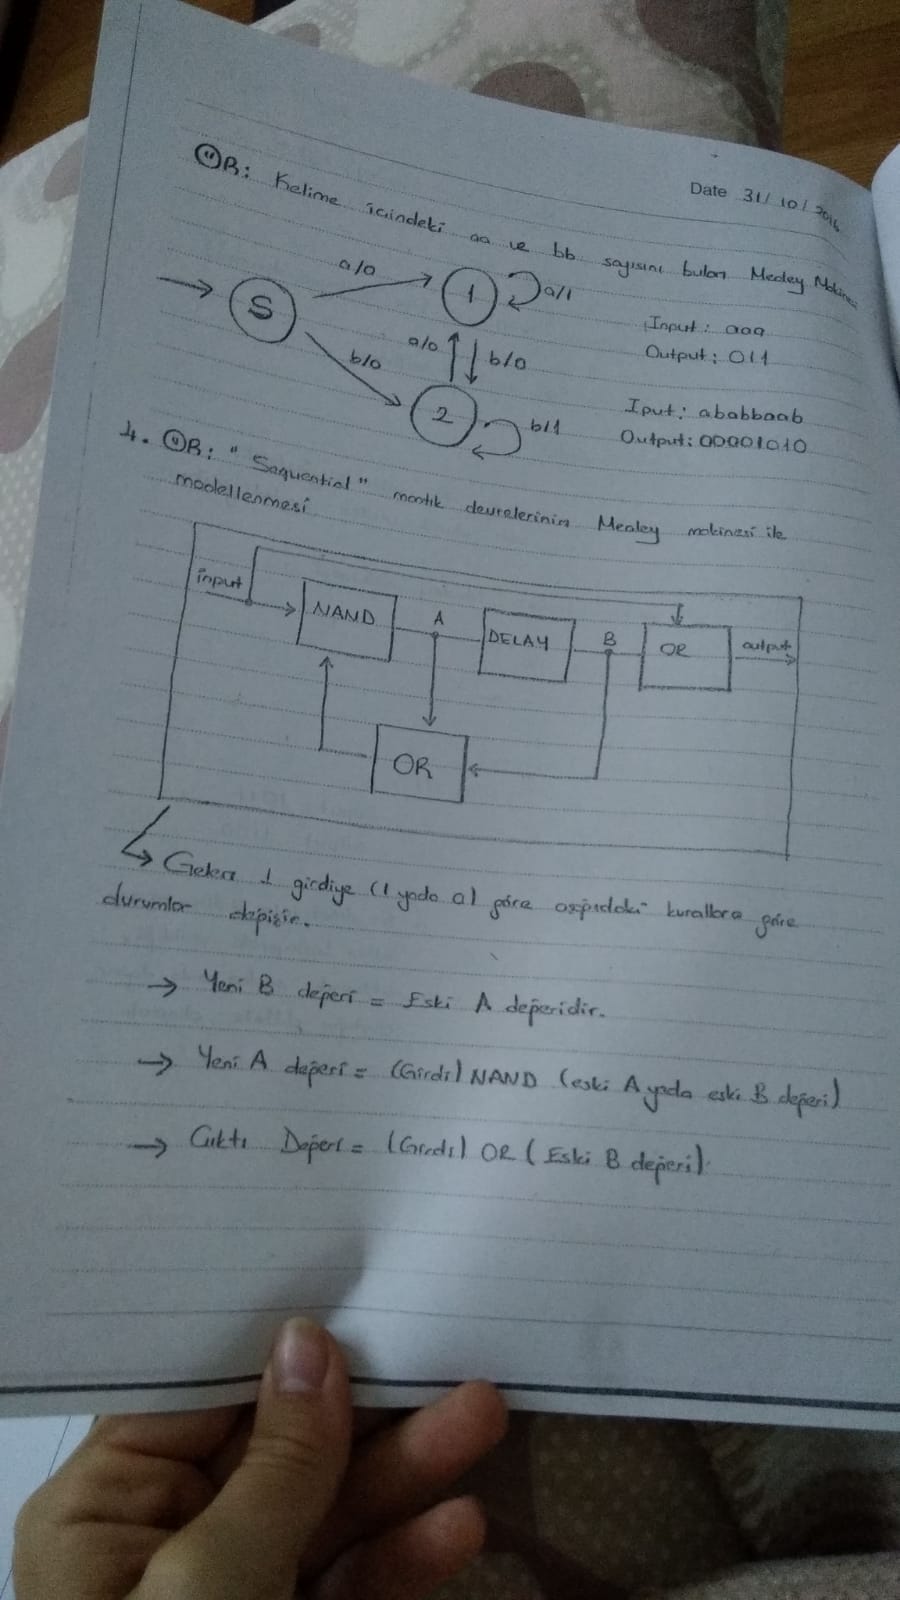 Date 31/10/2016
ÖR: Kelime içindeki aa ve bb sayısını bulan Mealey Makinesi
a/0
S
1
a/1
Input: aaa
a/0
b/0
Output: 011
b/0
2
b/1
Iput: ababbaab
Output: 00001010
4. ÖR: "Sequential" mantık devrelerinin Mealey makinesi ile
modellenmesi
input
NAND
A
DELAY
B
OR
output
OR
Gelen 1 girdiye (1 yada 0) göre aşağıdaki kurallara göre
durumlar değişir.
→ Yeni B değeri = Eski A değeridir.
→ Yeni A değeri = (Girdi) NAND (eski A yada eski B değeri)
→ Çıktı Değeri = (Girdi) OR (Eski B değeri)